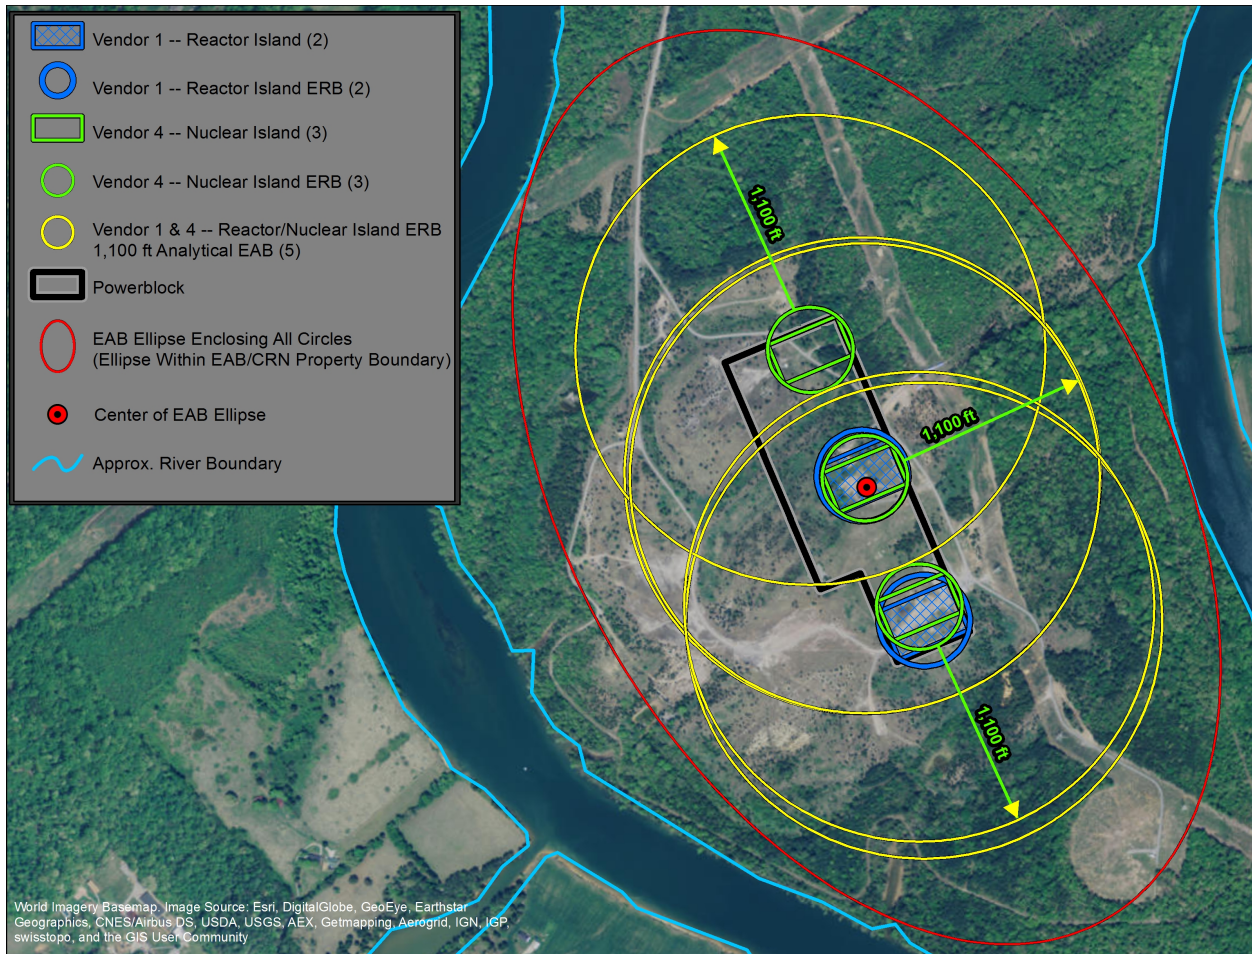 Vendor 1 -- Reactor Island (2)
Vendor 1 -- Reactor Island ERB (2)
Vendor 4 -- Nuclear Island (3)
Vendor 4 -- Nuclear Island ERB (3)
Vendor 1 & 4 -- Reactor/Nuclear Island ERB
1,100 ft Analytical EAB (5)
Powerblock
EAB Ellipse Enclosing All Circles
(Ellipse Within EAB/CRN Property Boundary)
Center of EAB Ellipse
Approx. River Boundary
1,100 ft
1,100 ft
1,100 ft
World Imagery Basemap. Image Source: Esri, DigitalGlobe, GeoEye, Earthstar
Geographics, CNES/Airbus DS, USDA, USGS, AEX, Getmapping, Aerogrid, IGN, IGP,
swisstopo, and the GIS User Community